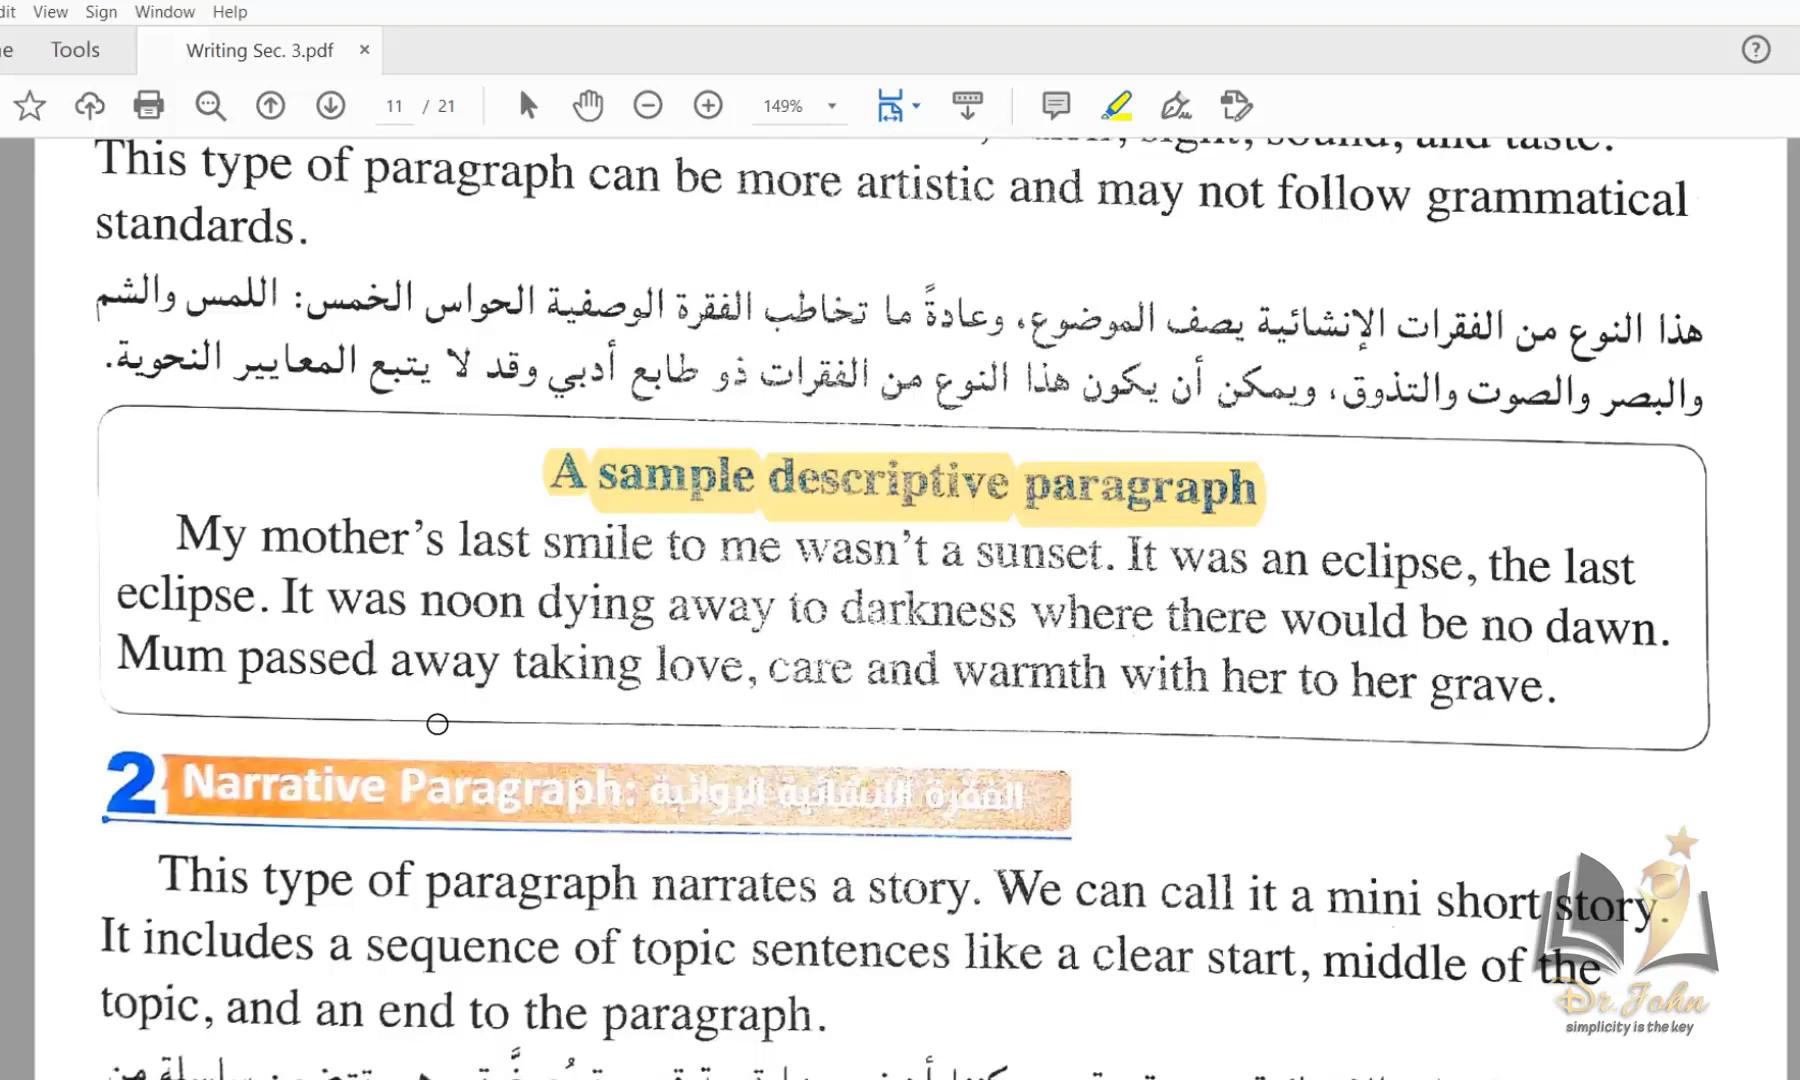 View Sign Window Help
Tools Writing Sec. 3.pdf ×
11 / 21 149%
sight, sound, and taste.
This type of paragraph can be more artistic and may not follow grammatical
standards.
هذا النوع من الفقرات الإنشائية يصف الموضوع، وعادةً ما تخاطب الفقرة الوصفية الحواس الخمس: اللمس والشم
والبصر والصوت والتذوق، ويمكن أن يكون هذا النوع من الفقرات ذو طابع أدبي وقد لا يتبع المعايير النحوية.
A sample descriptive paragraph
My mother's last smile to me wasn't a sunset. It was an eclipse, the last
eclipse. It was noon dying away to darkness where there would be no dawn.
Mum passed away taking love, care and warmth with her to her grave.
2 Narrative Paragraph: الفقرة الإنشائية الروائية
This type of paragraph narrates a story. We can call it a mini short story.
It includes a sequence of topic sentences like a clear start, middle of the
topic, and an end to the paragraph.
Dr. John
simplicity is the key